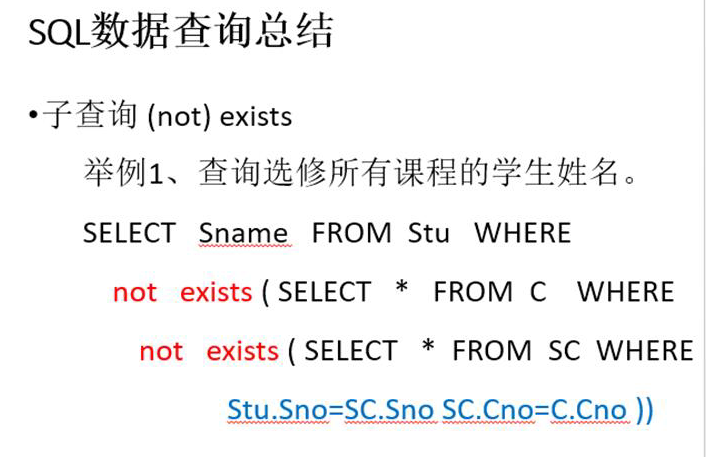 SQL数据查询总结
•子查询 (not) exists
举例1、查询选修所有课程的学生姓名。
SELECT Sname FROM Stu WHERE
not exists ( SELECT * FROM C WHERE
not exists ( SELECT * FROM SC WHERE
Stu.Sno=SC.Sno SC.Cno=C.Cno ))